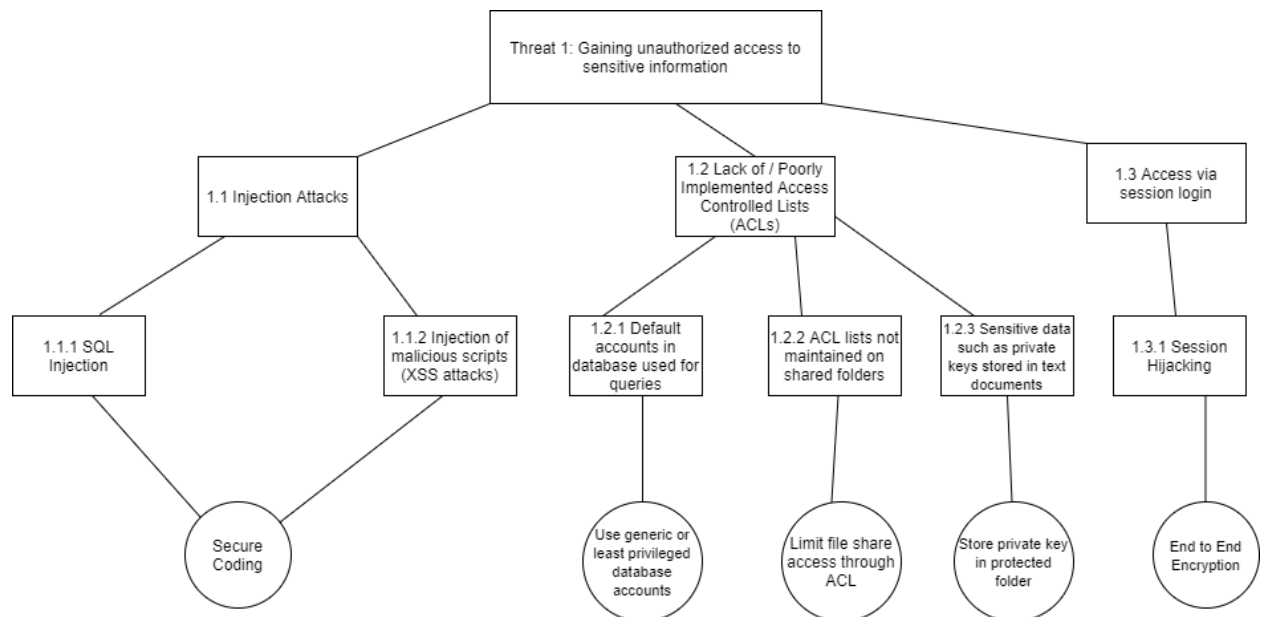 Threat 1: Gaining unauthorized access to
sensitive information
1.1 Injection Attacks
1.2 Lack of / Poorly
Implemented Access
Controlled Lists
(ACLs)
1.3 Access via
session login
1.1.1 SQL
Injection
1.1.2 Injection of
malicious scripts
(XSS attacks)
1.2.1 Default
accounts in
database used for
queries
1.2.2 ACL lists not
maintained on
shared folders
1.2.3 Sensitive data
such as private
keys stored in text
documents
1.3.1 Session
Hijacking
Secure
Coding
Use generic or
least privileged
database
accounts
Limit file share
access through
ACL
Store private key
in protected
folder
End to End
Encryption